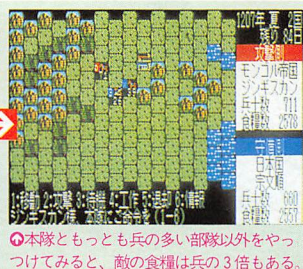 1207年 夏 2国
残り 84日
攻撃側
モンゴル帝国
ジンギスカン
兵士数 711
食糧数 2578
守備側
日本国
兵士数 660
食糧数 2551
1:移動力 2:攻撃 3:待機 4:工作 5:退却 6:情報
ジンギスカン様、本隊にご命令を(1-6)
本隊ともっとも兵の多い部隊以外をやっ
つけてみると、敵の食糧は兵の3倍もある。